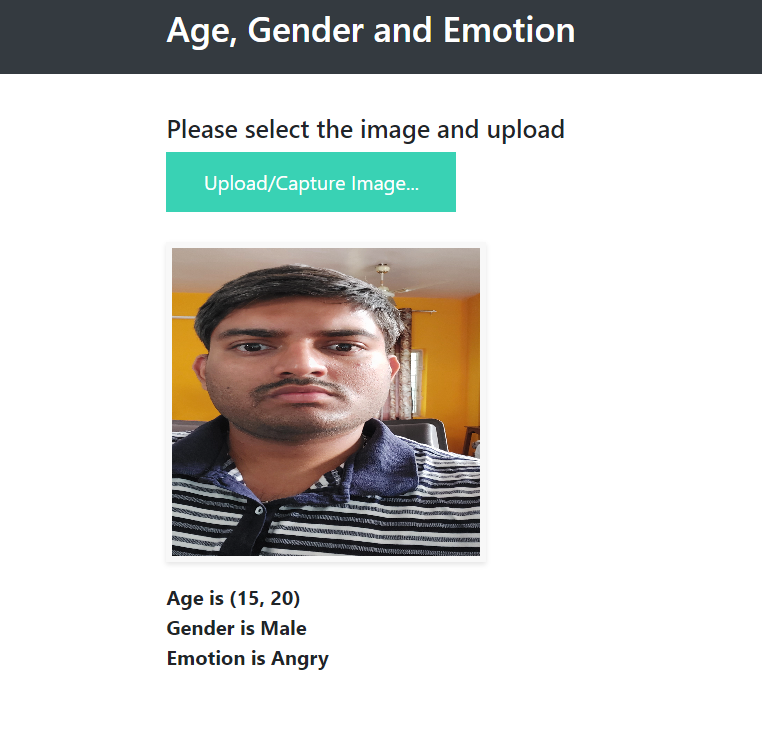 Age, Gender and Emotion
Please select the image and upload
Upload/Capture Image...
Age is (15, 20)
Gender is Male
Emotion is Angry